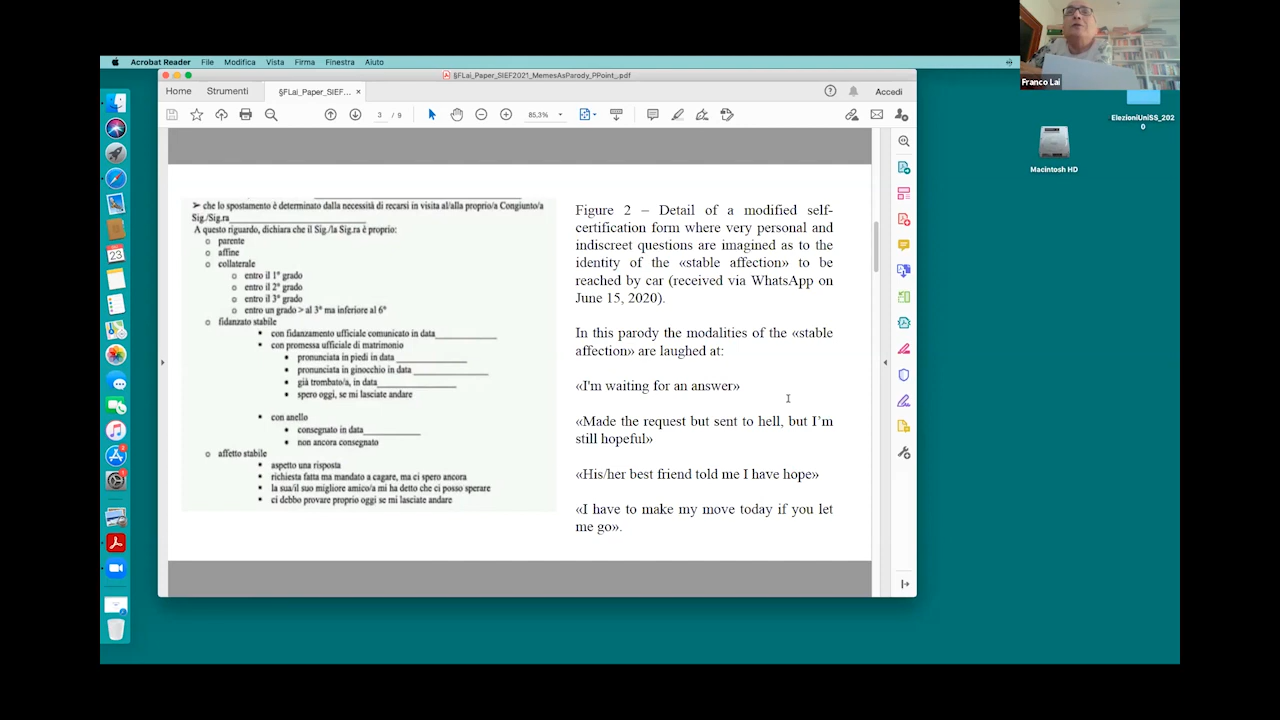 Acrobat Reader File Modifica Vista Firma Finestra Aiuto
§FLai_Paper_SIEF2021_MemesAsParody_PPoint_.pdf
Home Strumenti §FLai_Paper_SIEF... × Accedi
3 / 9 85,3%
Franco Lai
ElezioniUniSS_202
0
Macintosh HD
23
➢ che lo spostamento è determinato dalla necessità di recarsi in visita al/alla proprio/a Congiunto/a
Sig./Sig.ra
A questo riguardo, dichiara che il Sig./la Sig.ra è proprio:
o parente
o affine
o collaterale
o entro il 1° grado
o entro il 2° grado
o entro il 3° grado
o entro un grado > al 3° ma inferiore al 6°
o fidanzato stabile
▪ con fidanzamento ufficiale comunicato in data
▪ con promessa ufficiale di matrimonio
▪ pronunciata in piedi in data
▪ pronunciata in ginocchio in data
▪ già trombato/a, in data
▪ spero oggi, se mi lasciate andare
▪ con anello
▪ consegnato in data
▪ non ancora consegnato
o affetto stabile
▪ aspetto una risposta
▪ richiesta fatta ma mandato a cagare, ma ci spero ancora
▪ la sua/il suo migliore amico/a mi ha detto che ci posso sperare
▪ ci debbo provare proprio oggi se mi lasciate andare
Figure 2 – Detail of a modified self-
certification form where very personal and
indiscreet questions are imagined as to the
identity of the «stable affection» to be
reached by car (received via WhatsApp on
June 15, 2020).
In this parody the modalities of the «stable
affection» are laughed at:
«I'm waiting for an answer»
«Made the request but sent to hell, but I’m
still hopeful»
«His/her best friend told me I have hope»
«I have to make my move today if you let
me go».